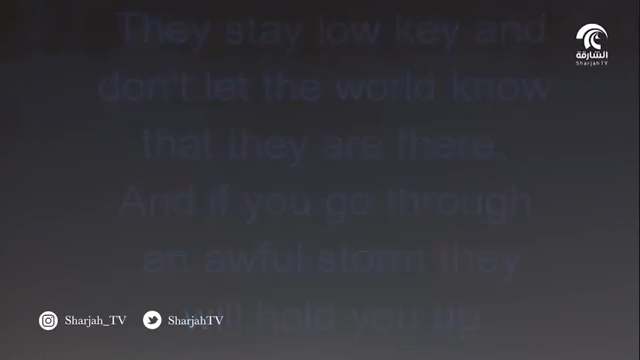 They stay low key and
الشارقة
SharjahTV
don't let the world know
that they are there.
And if you go through
an awful storm they
will hold you up
Sharjah_TV
SharjahTV